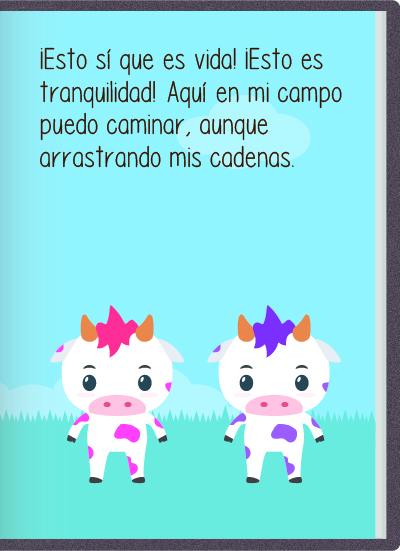 ¡Esto sí que es vida! ¡Esto es
tranquilidad! Aquí en mi campo
puedo caminar, aunque
arrastrando mis cadenas.